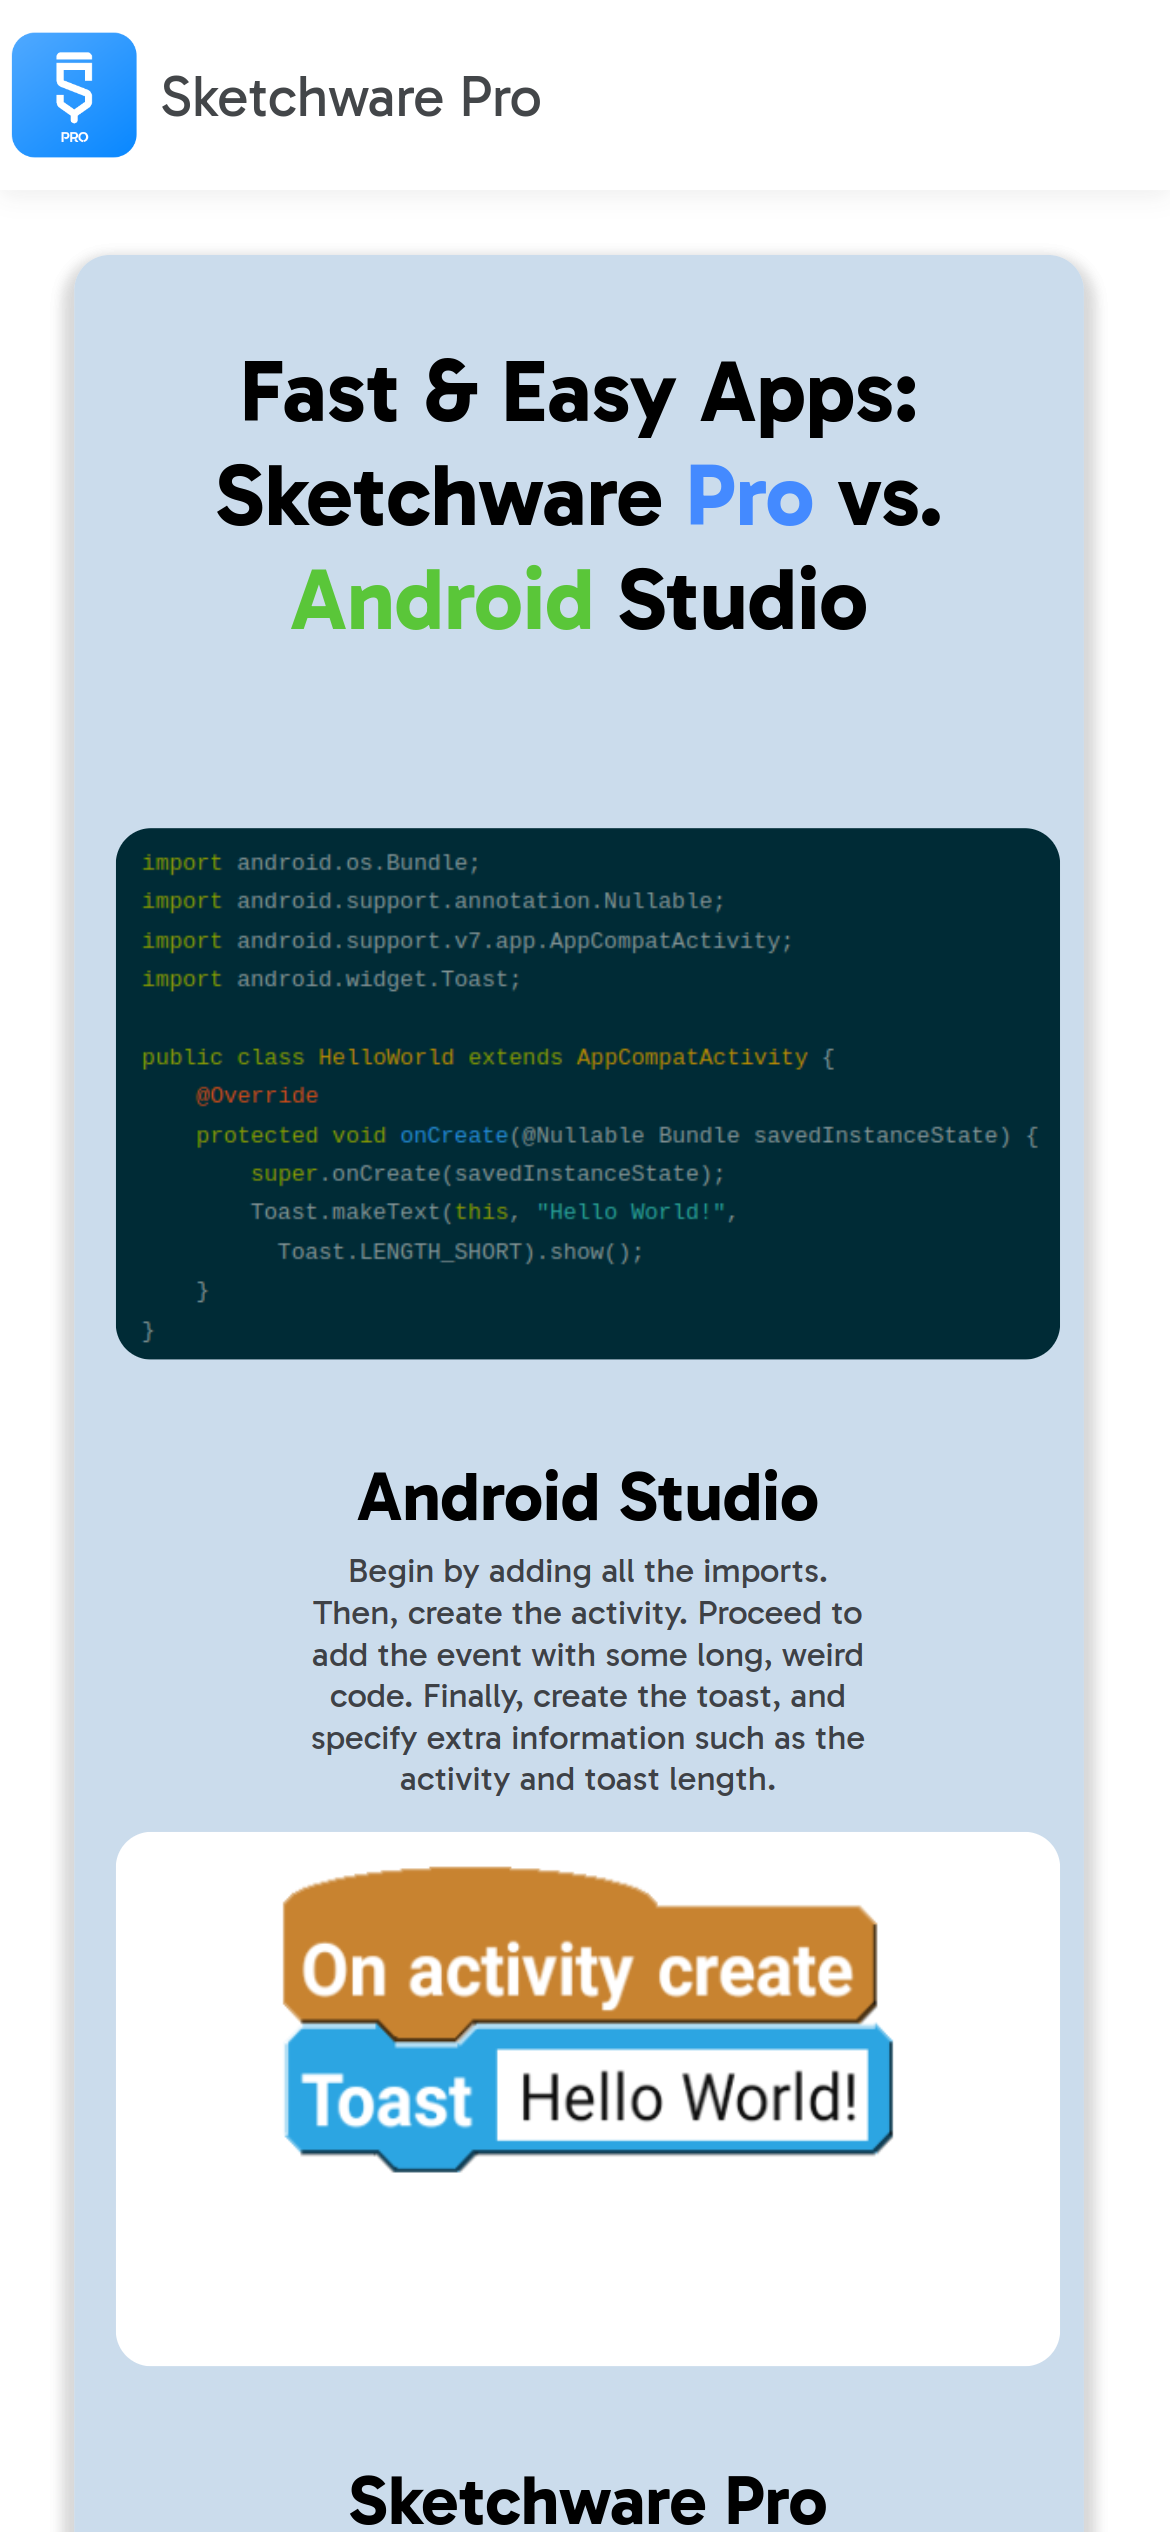 PRO
Sketchware Pro
Fast & Easy Apps:
Sketchware Pro vs.
Android Studio
import android.os.Bundle;
import android.support.annotation.Nullable;
import android.support.v7.app.AppCompatActivity;
import android.widget.Toast;
public class HelloWorld extends AppCompatActivity {
    @Override
    protected void onCreate(@Nullable Bundle savedInstanceState) {
        super.onCreate(savedInstanceState);
        Toast.makeText(this, "Hello World!",
          Toast.LENGTH_SHORT).show();
    }
}
Android Studio
Begin by adding all the imports.
Then, create the activity. Proceed to
add the event with some long, weird
code. Finally, create the toast, and
specify extra information such as the
activity and toast length.
On activity create
Toast Hello World!
Sketchware Pro